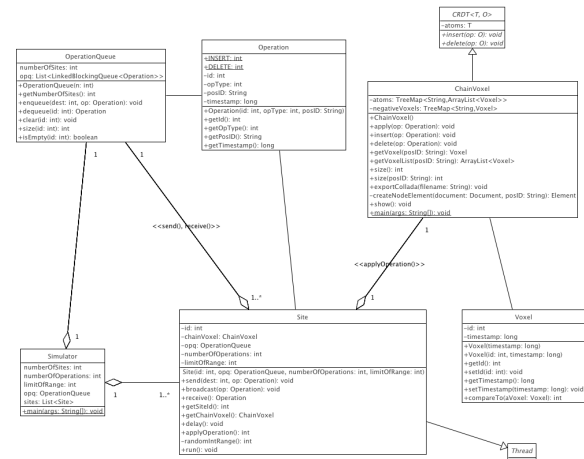 CRDT<T, O>
-atoms: T
+insert(op: O): void
+delete(op: O): void
OperationQueue
numberOfSites: int
opq: List<LinkedBlockingQueue<Operation>>
+OperationQueue(n: int)
+getNumberOfSites(): int
+enqueue(dest: int, op: Operation): void
+dequeue(id: int): Operation
+clear(id: int): void
+size(id: int): int
+isEmpty(id: int): boolean
Operation
+INSERT: int
+DELETE: int
-id: int
-opType: int
-posID: String
-timestamp: long
+Operation(id: int, opType: int, posID: String)
+getId(): int
+getOpType(): int
+getPosID(): String
+getTimestamp(): long
ChainVoxel
-atoms: TreeMap<String,ArrayList<Voxel>>
-negativeVoxels: TreeMap<String,Voxel>
+ChainVoxel()
+apply(op: Operation): void
+insert(op: Operation): void
+delete(op: Operation): void
+getVoxel(posID: String): Voxel
+getVoxelList(posID: String): ArrayList<Voxel>
+size(): int
+size(posID: String): int
+exportCollada(filename: String): void
-createNodeElement(document: Document, posID: String): Element
+show(): void
+main(args: String[]): void
1
1
1
<<send(), receive()>>
<<applyOperation()>>
1..*
1
Site
-id: int
-chainVoxel: ChainVoxel
-opq: OperationQueue
-numberOfOperations: int
-limitOfRange: int
Site(id: int, opq: OperationQueue, numberOfOperations: int, limitOfRange: int)
+send(dest: int, op: Operation): void
+broadcast(op: Operation): void
+receive(): Operation
+getSiteId(): int
+getChainVoxel(): ChainVoxel
+delay(): void
+applyOperation(): int
-randomIntRange(): int
+run(): void
Voxel
-id: int
-timestamp: long
+Voxel(timestamp: long)
+Voxel(id: int, timestamp: long)
+getId(): int
+setId(id: int): void
+getTimestamp(): long
+setTimestamp(timestamp: long): void
+compareTo(aVoxel: Voxel): int
1
Simulator
numberOfSites: int
numberOfOperations: int
limitOfRange: int
opq: OperationQueue
sites: List<Site>
+main(args: String[]): void
1
1..*
Thread